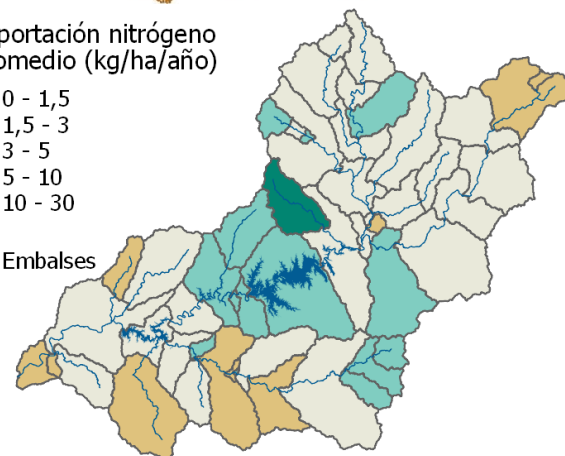 portación nitrógeno
omedio (kg/ha/año)
0 - 1,5
1,5 - 3
3 - 5
5 - 10
10 - 30
Embalses